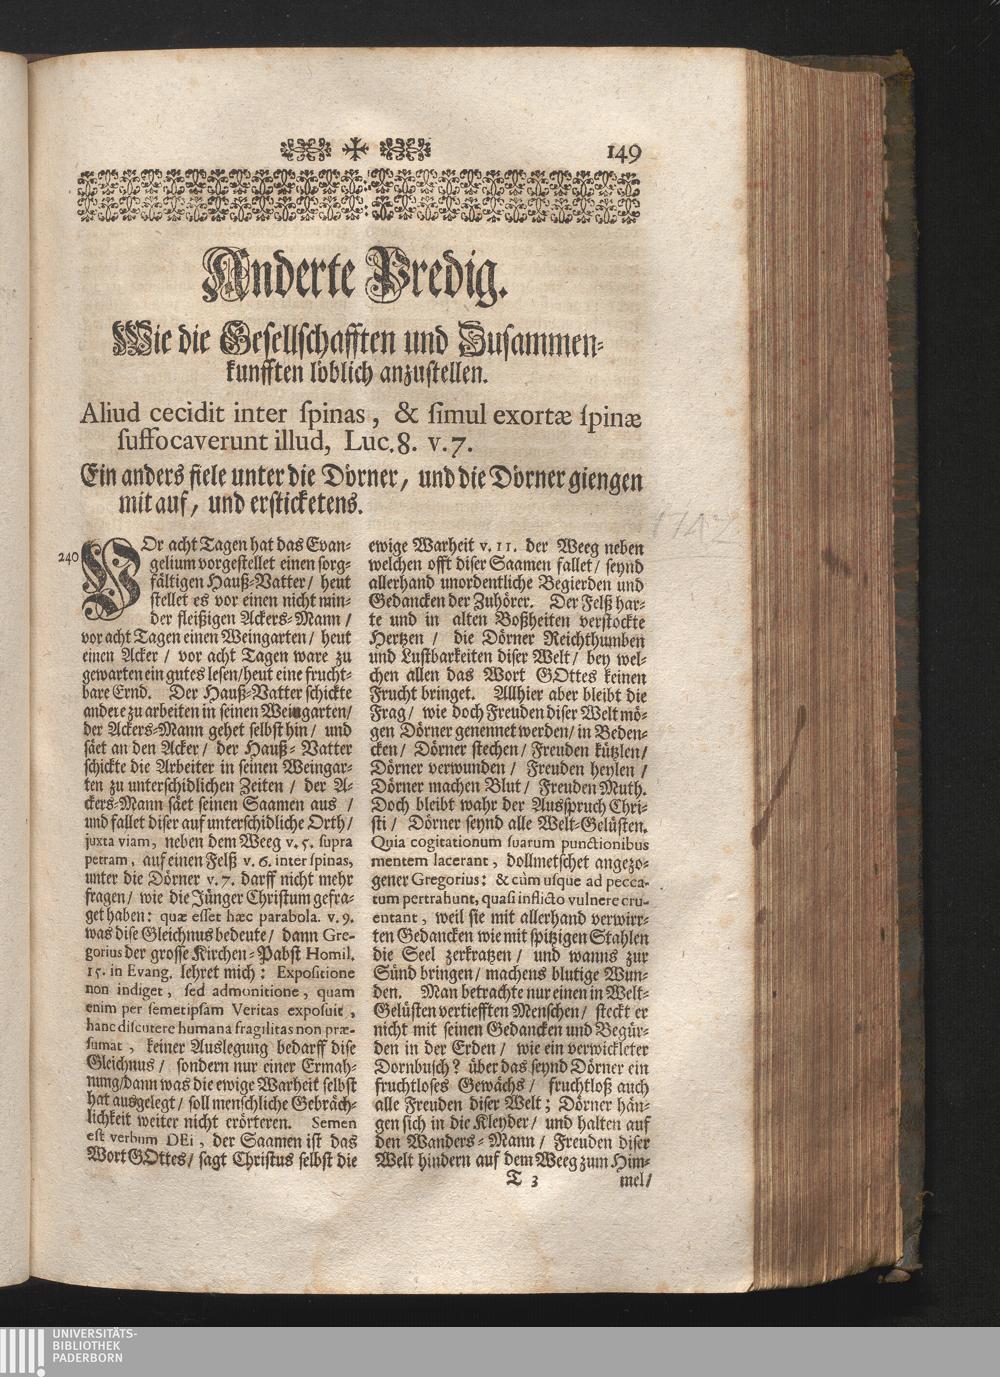 149
Anderte Predig.
Wie die Gesellschafften und Zusammen-
kunfften löblich anzustellen.
Aliud cecidit inter spinas, & simul exortæ spinæ
suffocaverunt illud, Luc. 8. v. 7.
Ein anders fiele unter die Dörner, und die Dörner giengen
mit auf, und ersticketens.
240
VOr acht Tagen hat das Evan-
gelium vorgestellet einen sorg-
fältigen Hauß-Vatter/ heut
stellet es vor einen nicht min-
der fleißigen Ackers-Mann/
vor acht Tagen einen Weingarten/ heut
einen Acker/ vor acht Tagen ware zu
gewarten ein gutes lesen/ heut eine frucht-
bare Ernd. Der Hauß-Vatter schickte
andere zu arbeiten in seinen Weingarten/
der Ackers-Mann gehet selbst hin/ und
säet an den Acker/ der Hauß-Vatter
schickte die Arbeiter in seinen Weingar-
ten zu unterschidlichen Zeiten/ der A-
ckers-Mann säet seinen Saamen aus/
und fallet diser auf unterschidliche Orth/
juxta viam, neben dem Weeg v. 5. supra
petram, auf einen Felß v. 6. inter spinas,
unter die Dörner v. 7. darff nicht mehr
fragen/ wie die Jünger Christum gefra-
get haben: quæ esset hæc parabola. v. 9.
was dise Gleichnus bedeute/ dann Gre-
gorius der grosse Kirchen-Pabst Homil.
15. in Evang. lehret mich: Expositione
non indiget, sed admonitione, quam
enim per semetipsam Veritas exposuit,
hanc discutere humana fragilitas non præ-
sumat, keiner Auslegung bedarff dise
Gleichnus/ sondern nur einer Ermah-
nung/ dann was die ewige Warheit selbst
hat ausgelegt/ soll menschliche Gebräch-
lichkeit weiter nicht erörteren. Semen
est verbum DEi, der Saamen ist das
Wort GOttes/ sagt Christus selbst die
ewige Warheit v. 11. der Weeg neben
welchen offt diser Saamen fallet/ seynd
allerhand unordentliche Begierden und
Gedancken der Zuhörer. Der Felß har-
te und in alten Boßheiten verstockte
Hertzen/ die Dörner Reichthumben
und Lustbarkeiten diser Welt/ bey wel-
chen allen das Wort GOttes keinen
Frucht bringet. Allhier aber bleibt die
Frag/ wie doch Freuden diser Welt mö-
gen Dörner genennet werden/ in Beden-
cken/ Dörner stechen/ Freuden kützlen/
Dörner verwunden/ Freuden heylen/
Dörner machen Blut/ Freuden Muth.
Doch bleibt wahr der Ausspruch Chri-
sti/ Dörner seynd alle Welt-Gelüsten.
Quia cogitationum suarum punctionibus
mentem lacerant, dollmetschet angezo-
gener Gregorius: & cùm usque ad pecca-
tum pertrahunt, quasi inflicto vulnere cru-
entant, weil sie mit allerhand verwirr-
ten Gedancken wie mit spitzigen Stahlen
die Seel zerkratzen/ und wanns zur
Sünd bringen/ machens blutige Wun-
den. Man betrachte nur einen in Welt-
Gelüsten vertiefften Menschen/ steckt er
nicht mit seinen Gedancken und Begür-
den in der Erden/ wie ein verwickleter
Dornbusch? über das seynd Dörner ein
fruchtloses Gewächs/ fruchtloß auch
alle Freuden diser Welt; Dörner hän-
gen sich in die Kleyder/ und halten auf
den Wanders-Mann/ Freuden diser
Welt hindern auf dem Weeg zum Him-
T 3
mel/
1742
UNIVERSITÄTS-
BIBLIOTHEK
PADERBORN